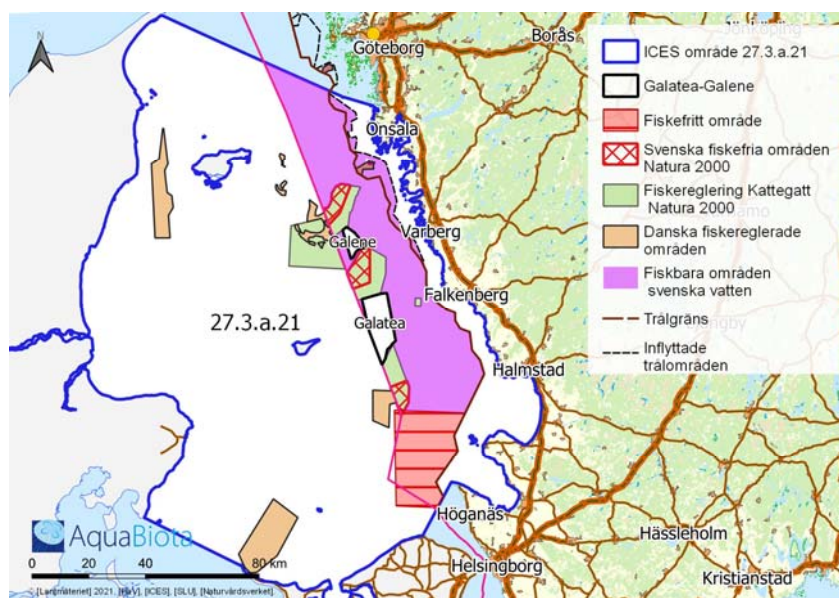 N
Göteborg
Borås
Jönköping
Onsala
Varberg
Galene
Falkenberg
Galatea
27.3.a.21
Halmstad
Höganäs
Helsingborg
Hässleholm
Kristianstad
ICES område 27.3.a.21
Galatea-Galene
Fiskefritt område
Svenska fiskefria områden
Natura 2000
Fiskereglering Kattegatt
Natura 2000
Danska fiskereglerade
områden
Fiskbara områden
svenska vatten
Trålgräns
Inflyttade
trålområden
AquaBiota
0 20 40 80 km
[Lantmäteriet] 2021, [HaV], [ICES], [SLU], [Naturvårdsverket].